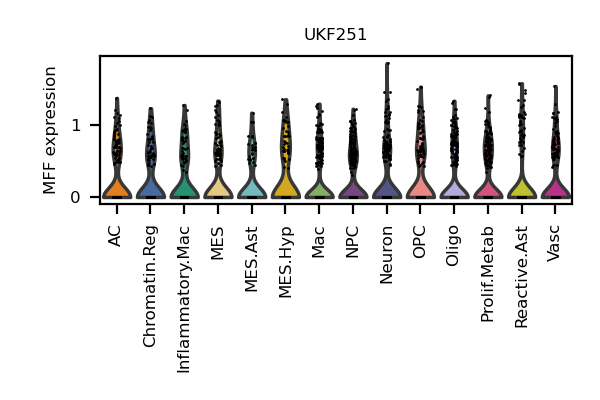 UKF251
MFF expression
1
0
AC
Chromatin.Reg
Inflammatory.Mac
MES
MES.Ast
MES.Hyp
Mac
NPC
Neuron
OPC
Oligo
Prolif.Metab
Reactive.Ast
Vasc